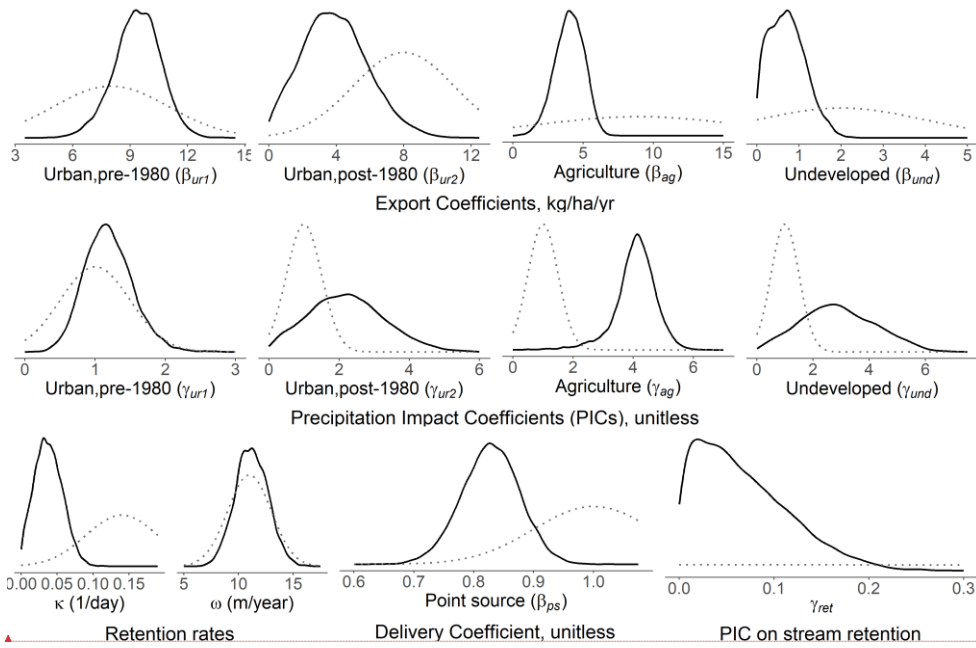 3 6 9 12 15 0 4 8 12 0 5 10 15 0 1 2 3 4 5
Urban,pre-1980 (βur1) Urban,post-1980 (βur2) Agriculture (βag) Undeveloped (βund)
Export Coefficients, kg/ha/yr
0 1 2 3 0 2 4 6 0 2 4 6 0 2 4 6
Urban,pre-1980 (γur1) Urban,post-1980 (γur2) Agriculture (γag) Undeveloped (γund)
Precipitation Impact Coefficients (PICs), unitless
0.00 0.05 0.10 0.15 5 10 15 0.6 0.7 0.8 0.9 1.0 0.0 0.1 0.2 0.3
κ (1/day) ω (m/year) Point source (βps) γret
Retention rates Delivery Coefficient, unitless PIC on stream retention